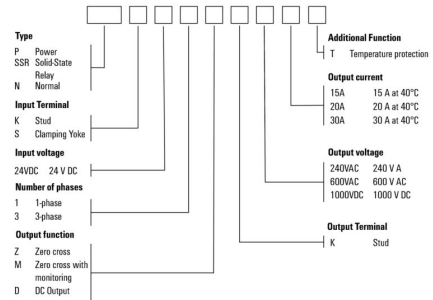 Type
P Power
SSR Solid-State
Relay
N Normal
Input Terminal
K Stud
S Clamping Yoke
Input voltage
24VDC 24 V DC
Number of phases
1 1-phase
3 3-phase
Output function
Z Zero cross
M Zero cross with
monitoring
D DC Output
Additional Function
T Temperature protection
Output current
15A 15 A at 40°C
20A 20 A at 40°C
30A 30 A at 40°C
Output voltage
240VAC 240 V A
600VAC 600 V AC
1000VDC 1000 V DC
Output Terminal
K Stud